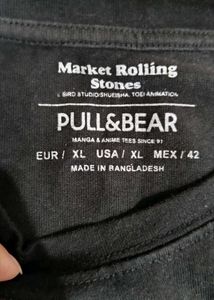 Market Rolling
Stones
BIRD STUDIO/SHUEISHA, TOEI ANIMATION
PULL&BEAR
MANGA & ANIME TEES SINCE 91
EUR / XL USA / XL MEX / 42
MADE IN BANGLADESH